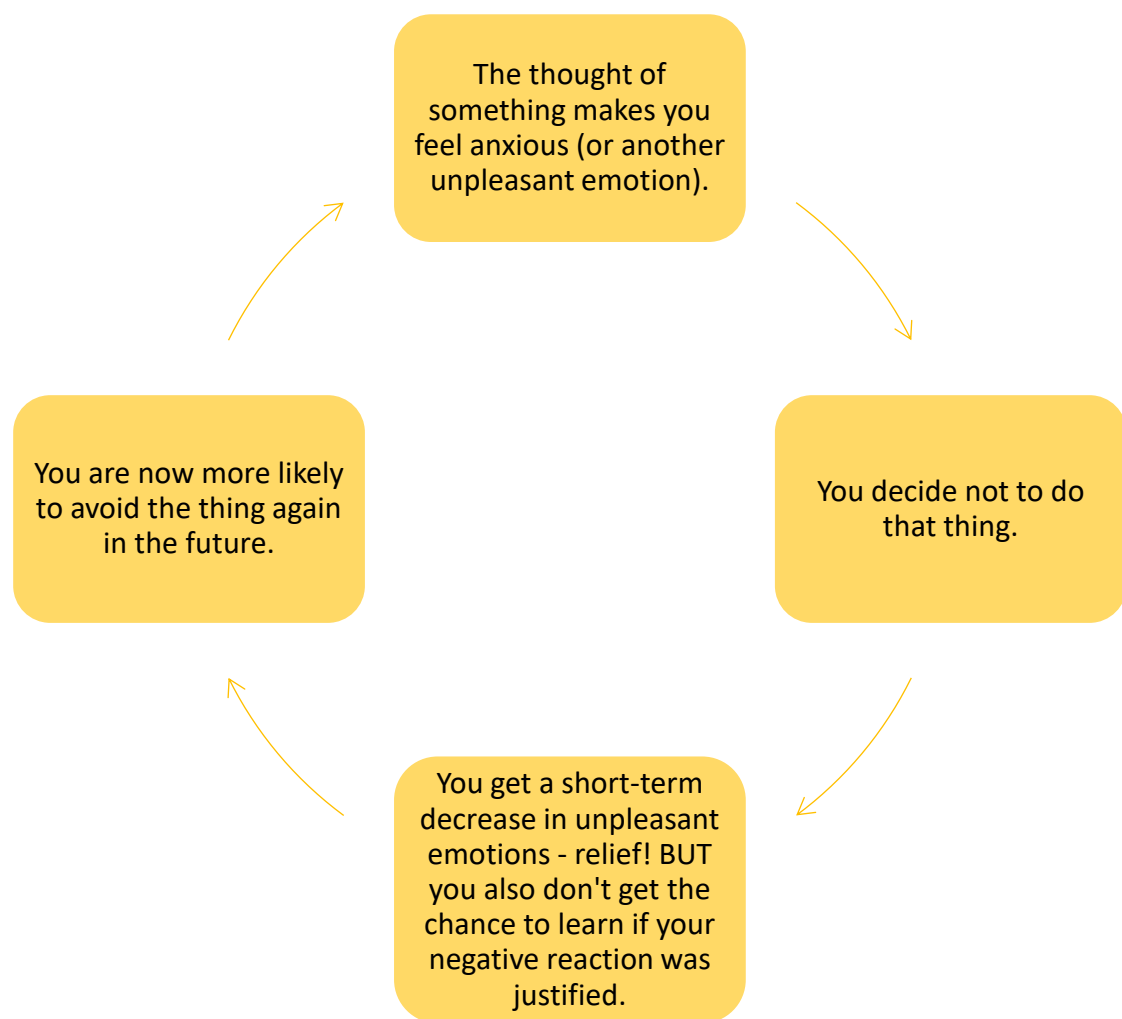 The thought of
something makes you
feel anxious (or another
unpleasant emotion).
You decide not to do
that thing.
You get a short-term
decrease in unpleasant
emotions - relief! BUT
you also don't get the
chance to learn if your
negative reaction was
justified.
You are now more likely
to avoid the thing again
in the future.